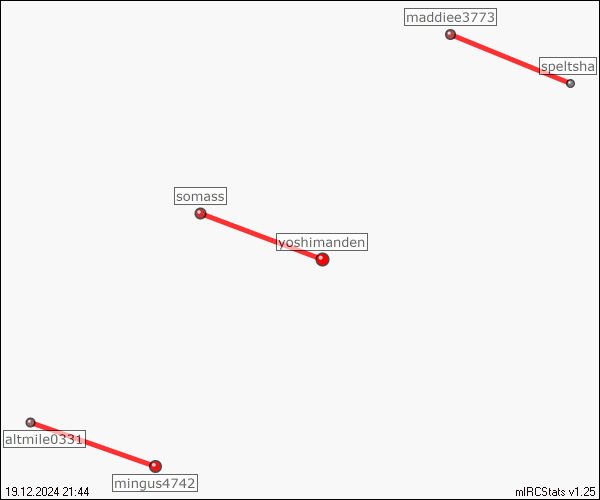 maddiee3773
speltsha
somass
yoshimanden
altmile0331
mingus4742
19.12.2024 21:44
mIRCStats v1.25